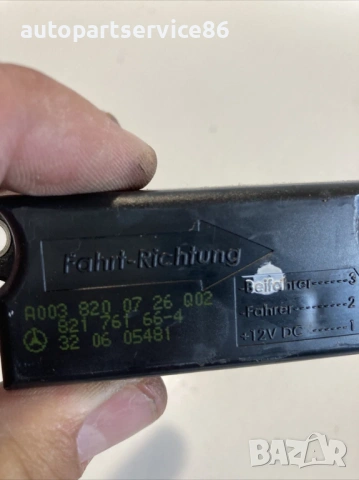 autopartservice86
Fahrt-Richtung
A003 820 07 26 Q02
821 761 66-4
32 06 05481
Beifahrer 3
Fahrer 2
+12V DC 1
BAZAR